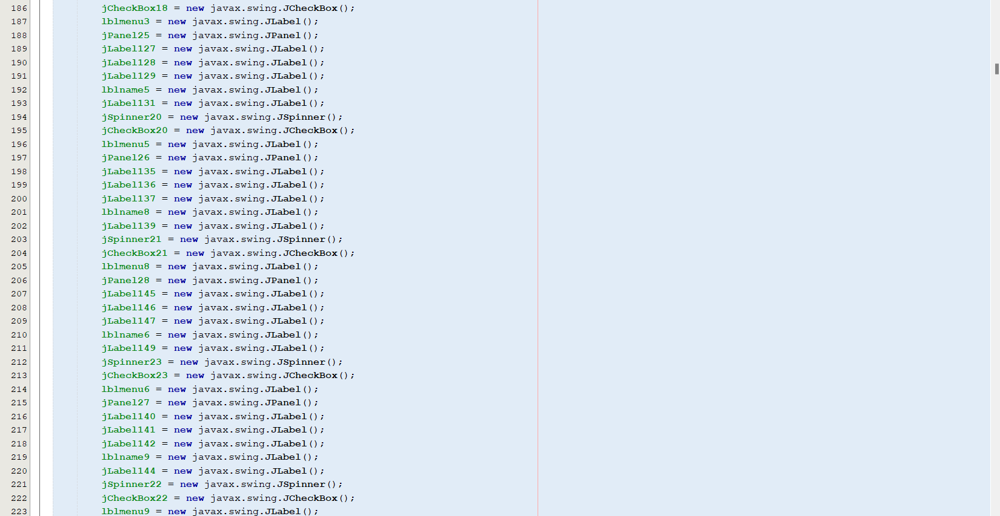 186 jCheckBox18 = new javax.swing.JCheckBox();
187 lblmenu3 = new javax.swing.JLabel();
188 jPanel25 = new javax.swing.JPanel();
189 jLabel127 = new javax.swing.JLabel();
190 jLabel128 = new javax.swing.JLabel();
191 jLabel129 = new javax.swing.JLabel();
192 lblname5 = new javax.swing.JLabel();
193 jLabel131 = new javax.swing.JLabel();
194 jSpinner20 = new javax.swing.JSpinner();
195 jCheckBox20 = new javax.swing.JCheckBox();
196 lblmenu5 = new javax.swing.JLabel();
197 jPanel26 = new javax.swing.JPanel();
198 jLabel135 = new javax.swing.JLabel();
199 jLabel136 = new javax.swing.JLabel();
200 jLabel137 = new javax.swing.JLabel();
201 lblname8 = new javax.swing.JLabel();
202 jLabel139 = new javax.swing.JLabel();
203 jSpinner21 = new javax.swing.JSpinner();
204 jCheckBox21 = new javax.swing.JCheckBox();
205 lblmenu8 = new javax.swing.JLabel();
206 jPanel28 = new javax.swing.JPanel();
207 jLabel145 = new javax.swing.JLabel();
208 jLabel146 = new javax.swing.JLabel();
209 jLabel147 = new javax.swing.JLabel();
210 lblname6 = new javax.swing.JLabel();
211 jLabel149 = new javax.swing.JLabel();
212 jSpinner23 = new javax.swing.JSpinner();
213 jCheckBox23 = new javax.swing.JCheckBox();
214 lblmenu6 = new javax.swing.JLabel();
215 jPanel27 = new javax.swing.JPanel();
216 jLabel140 = new javax.swing.JLabel();
217 jLabel141 = new javax.swing.JLabel();
218 jLabel142 = new javax.swing.JLabel();
219 lblname9 = new javax.swing.JLabel();
220 jLabel144 = new javax.swing.JLabel();
221 jSpinner22 = new javax.swing.JSpinner();
222 jCheckBox22 = new javax.swing.JCheckBox();
223 lblmenu9 = new javax.swing.JLabel();